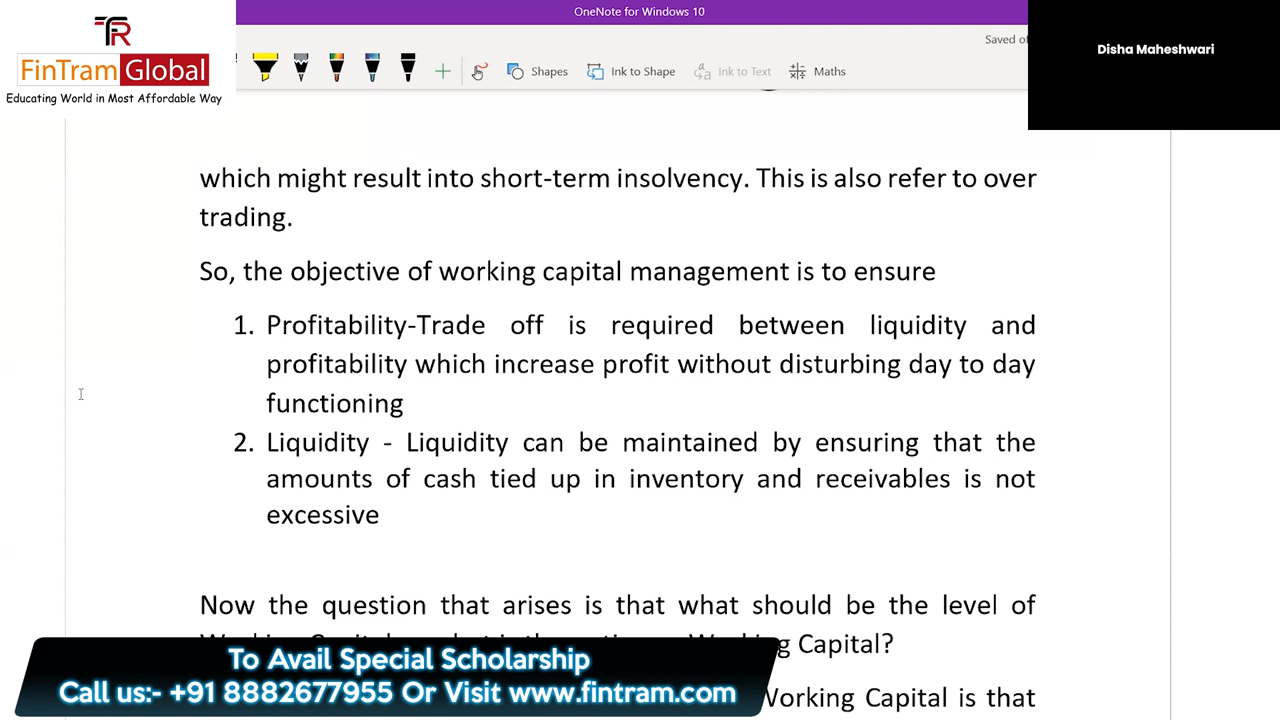 OneNote for Windows 10
TR
FinTram Global
Educating World in Most Affordable Way
Shapes
Ink to Shape
Ink to Text
Maths
Saved of
Disha Maheshwari
which might result into short-term insolvency. This is also refer to over
trading.
So, the objective of working capital management is to ensure
1. Profitability-Trade off is required between liquidity and
profitability which increase profit without disturbing day to day
functioning
2. Liquidity - Liquidity can be maintained by ensuring that the
amounts of cash tied up in inventory and receivables is not
excessive
Now the question that arises is that what should be the level of
Capital?
Working Capital is that
To Avail Special Scholarship
Call us:- +91 8882677955 Or Visit www.fintram.com